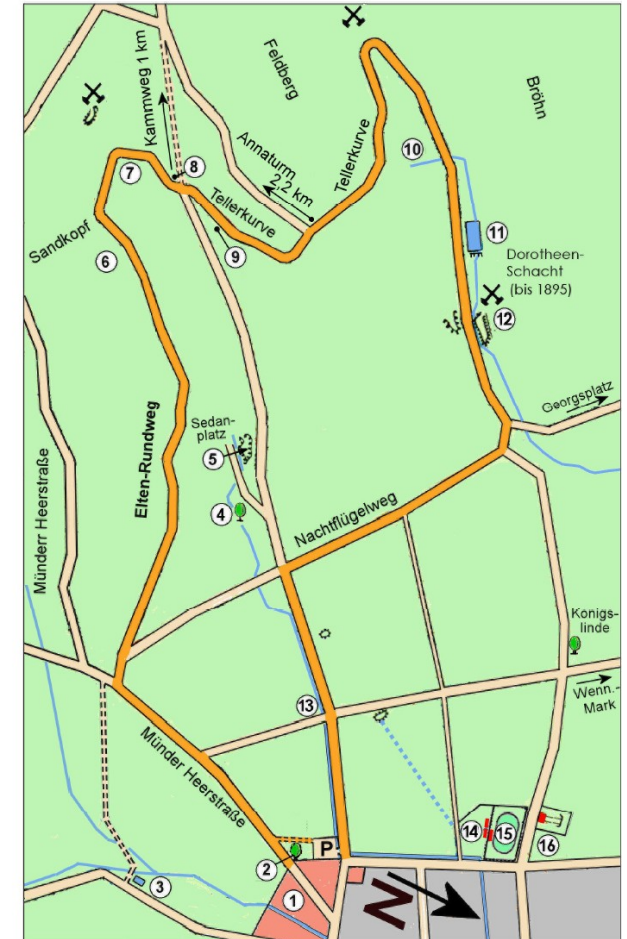 Kammweg 1 km
Feldberg
Bröhn
Annaturm
2,2 km
Tellerkurve
10
8
7
Tellerkurve
Sandkopf
6
9
11
Dorotheen-
Schacht
(bis 1895)
12
Georgsplatz
Sedan-
platz
5
Elten-Rundweg
Münderr Heerstraße
4
Nachtflügelweg
Königs-
linde
13
Wenn.-
Mark
Münder Heerstraße
14
15
16
2
P
3
1
N